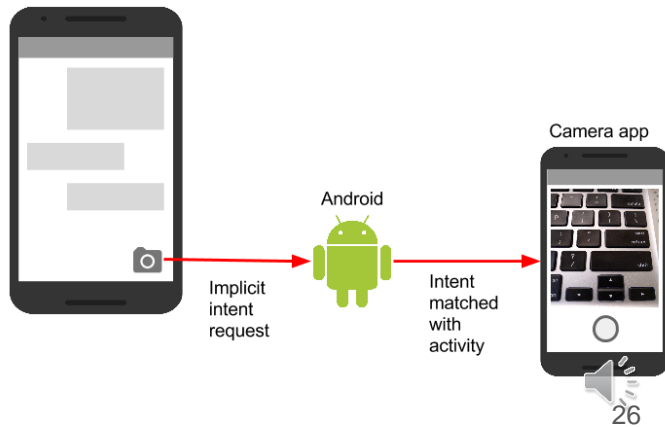 Camera app
Android
Implicit
intent
request
Intent
matched
with
activity
26